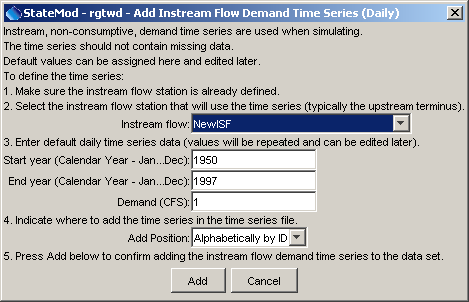 StateMod - rgtwd - Add Instream Flow Demand Time Series (Daily)
Instream, non-consumptive, demand time series are used when simulating.
The time series should not contain missing data.
Default values can be assigned here and edited later.
To define the time series:
1. Make sure the instream flow station is already defined.
2. Select the instream flow station that will use the time series (typically the upstream terminus).
Instream flow: NewISF
3. Enter default daily time series data (values will be repeated and can be edited later).
Start year (Calendar Year - Jan...Dec): 1950
End year (Calendar Year - Jan...Dec): 1997
Demand (CFS): 1
4. Indicate where to add the time series in the time series file.
Add Position: Alphabetically by ID
5. Press Add below to confirm adding the instream flow demand time series to the data set.
Add Cancel